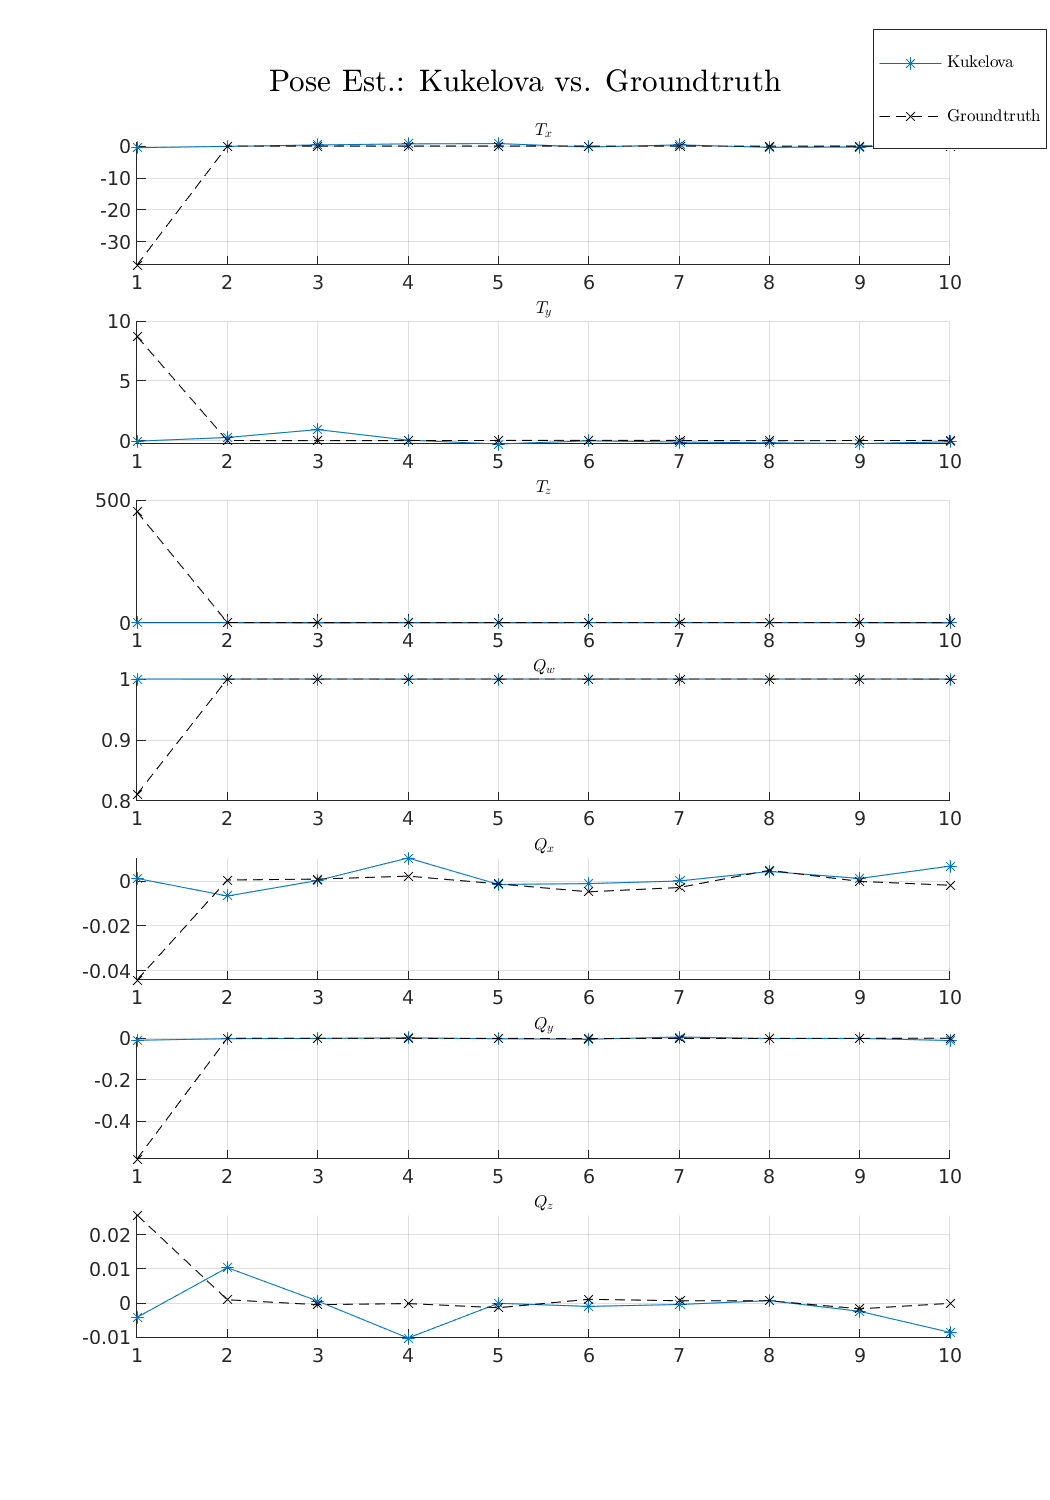 Kukelova
Pose Est.: Kukelova vs. Groundtruth
Groundtruth
T_x
0
-10
-20
-30
1 2 3 4 5 6 7 8 9 10
T_y
10
5
0
1 2 3 4 5 6 7 8 9 10
T_z
500
0
1 2 3 4 5 6 7 8 9 10
Q_w
1
0.9
0.8
1 2 3 4 5 6 7 8 9 10
Q_x
0
-0.02
-0.04
1 2 3 4 5 6 7 8 9 10
Q_y
0
-0.2
-0.4
1 2 3 4 5 6 7 8 9 10
Q_z
0.02
0.01
0
-0.01
1 2 3 4 5 6 7 8 9 10